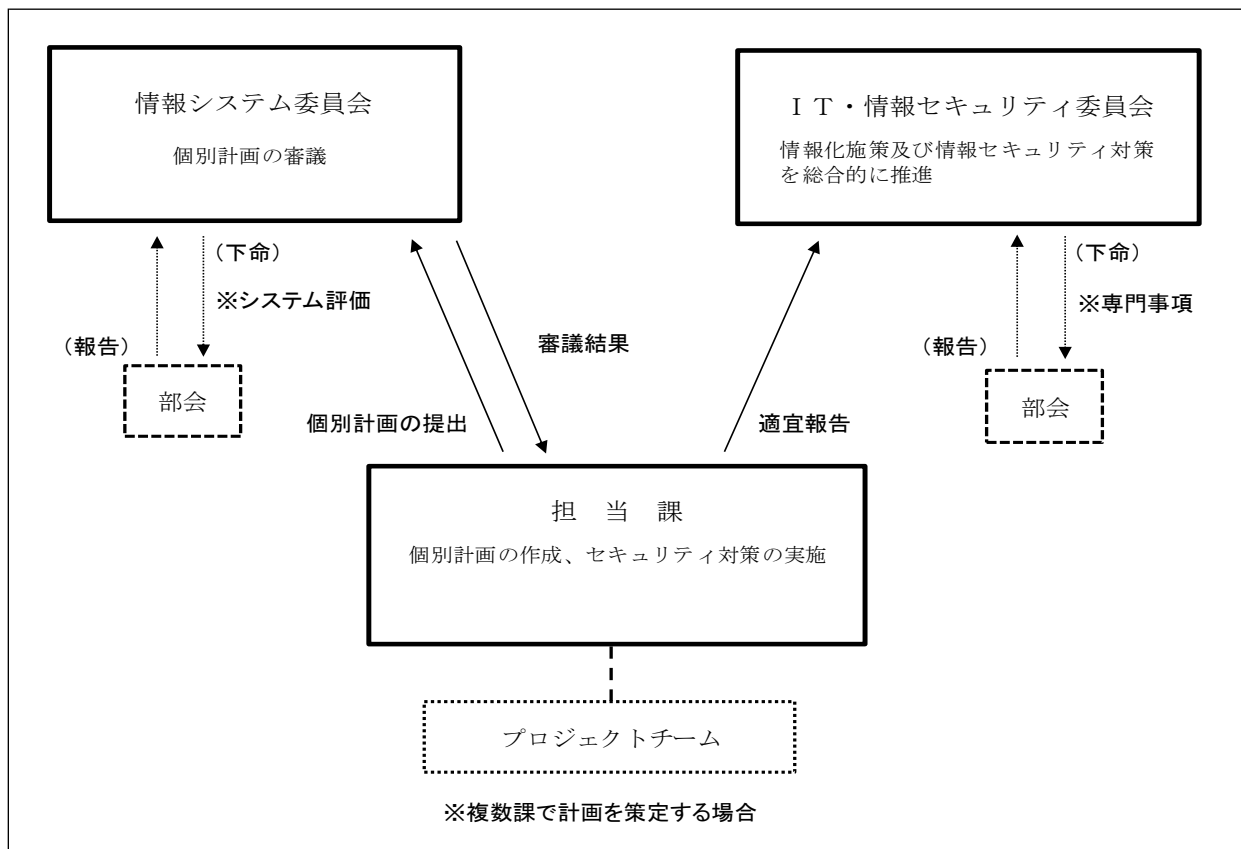 情報システム委員会
個別計画の審議
ＩＴ・情報セキュリティ委員会
情報化施策及び情報セキュリティ対策
を総合的に推進
（下命）
※システム評価
（報告）
部会
審議結果
個別計画の提出
適宜報告
（下命）
※専門事項
（報告）
部会
担　当　課
個別計画の作成、セキュリティ対策の実施
プロジェクトチーム
※複数課で計画を策定する場合